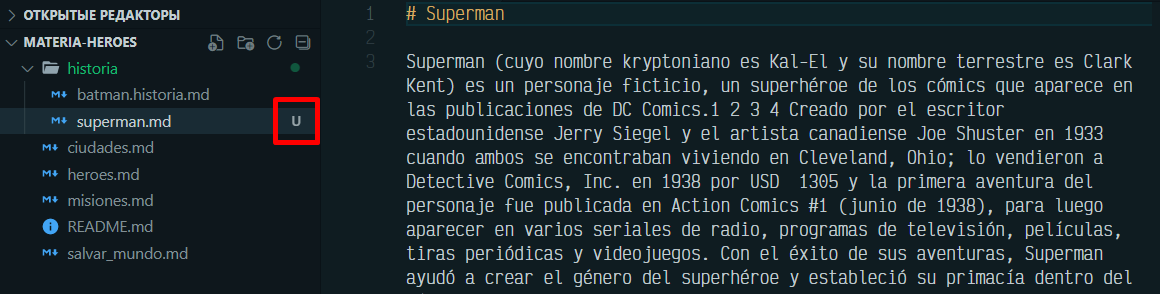 ОТКРЫТЫЕ РЕДАКТОРЫ
MATERIA-HEROES
historia
batman.historia.md
superman.md U
ciudades.md
heroes.md
misiones.md
README.md
salvar_mundo.md
1 # Superman
2
3 Superman (cuyo nombre kryptoniano es Kal-El y su nombre terrestre es Clark
Kent) es un personaje ficticio, un superhéroe de los cómics que aparece en
las publicaciones de DC Comics.1 2 3 4 Creado por el escritor
estadounidense Jerry Siegel y el artista canadiense Joe Shuster en 1933
cuando ambos se encontraban viviendo en Cleveland, Ohio; lo vendieron a
Detective Comics, Inc. en 1938 por USD  1305 y la primera aventura del
personaje fue publicada en Action Comics #1 (junio de 1938), para luego
aparecer en varios seriales de radio, programas de televisión, películas,
tiras periódicas y videojuegos. Con el éxito de sus aventuras, Superman
ayudó a crear el género del superhéroe y estableció su primacía dentro del